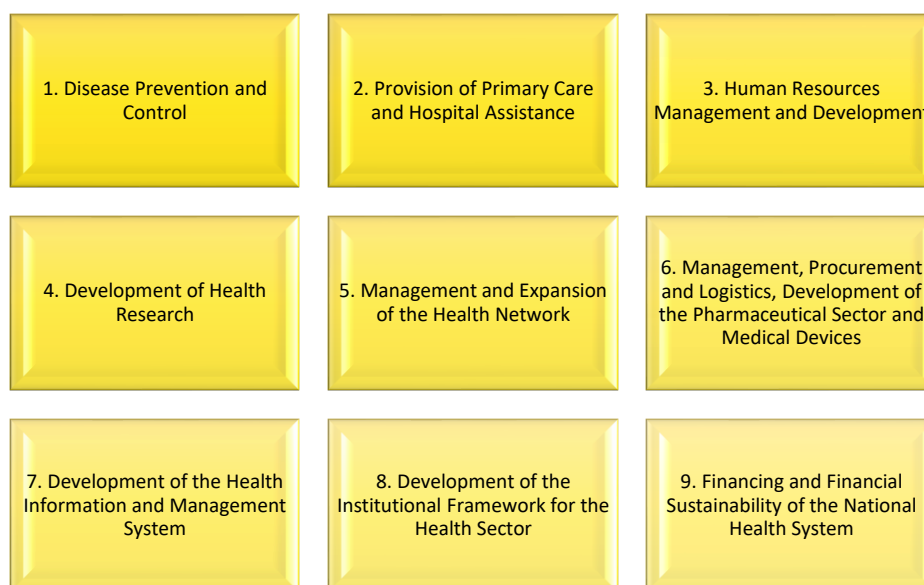 1. Disease Prevention and
Control
2. Provision of Primary Care
and Hospital Assistance
3. Human Resources
Management and Development
4. Development of Health
Research
5. Management and Expansion
of the Health Network
6. Management, Procurement
and Logistics, Development of
the Pharmaceutical Sector and
Medical Devices
7. Development of the Health
Information and Management
System
8. Development of the
Institutional Framework for the
Health Sector
9. Financing and Financial
Sustainability of the National
Health System